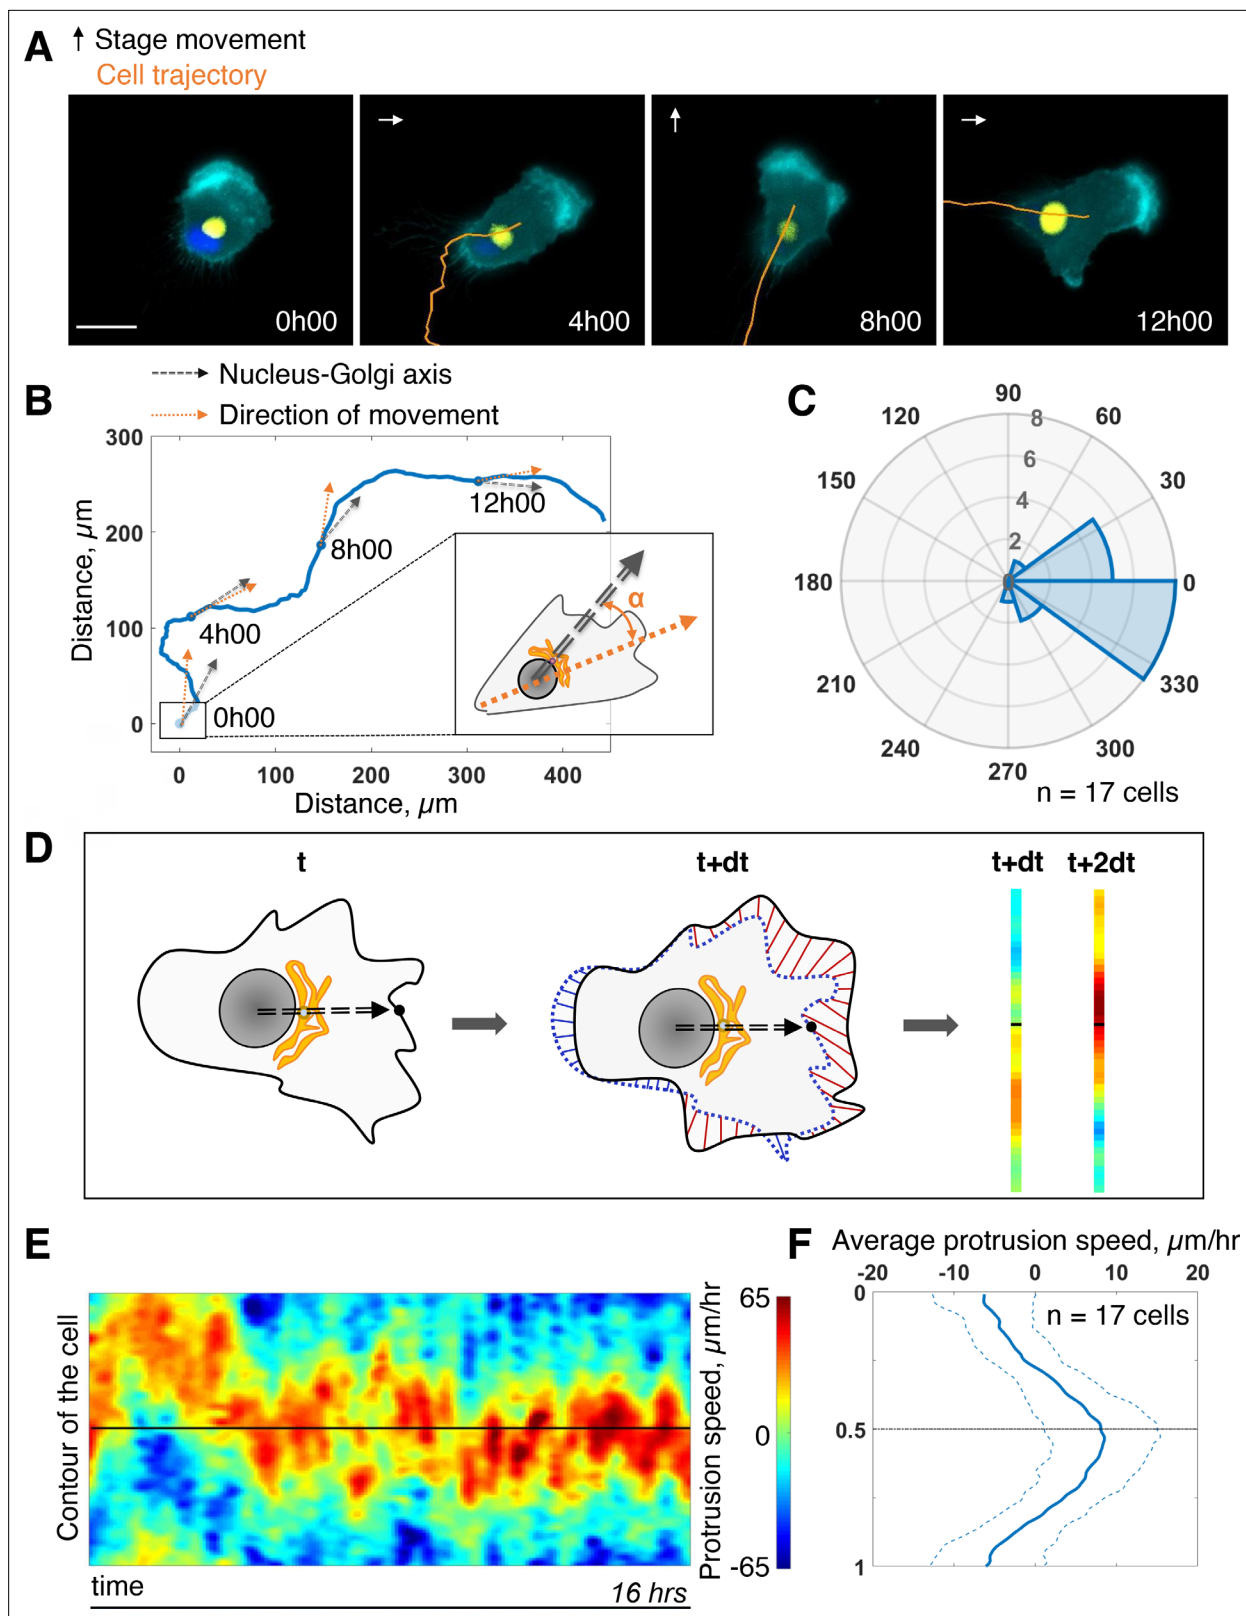 A
↑ Stage movement
Cell trajectory
0h00
4h00
8h00
12h00
B
Nucleus-Golgi axis
Direction of movement
300
200
100
0
Distance, µm
0h00
4h00
8h00
12h00
α
0 100 200 300 400
Distance, µm
C
90
120 60
150 30
180 0
210 330
240 300
270
8
6
4
2
0
n = 17 cells
D
t
t+dt
t+dt t+2dt
E
Contour of the cell
time
16 hrs
Protrusion speed, µm/hr
65
0
-65
F
Average protrusion speed, µm/hr
-20 -10 0 10 20
0
0.5
1
n = 17 cells